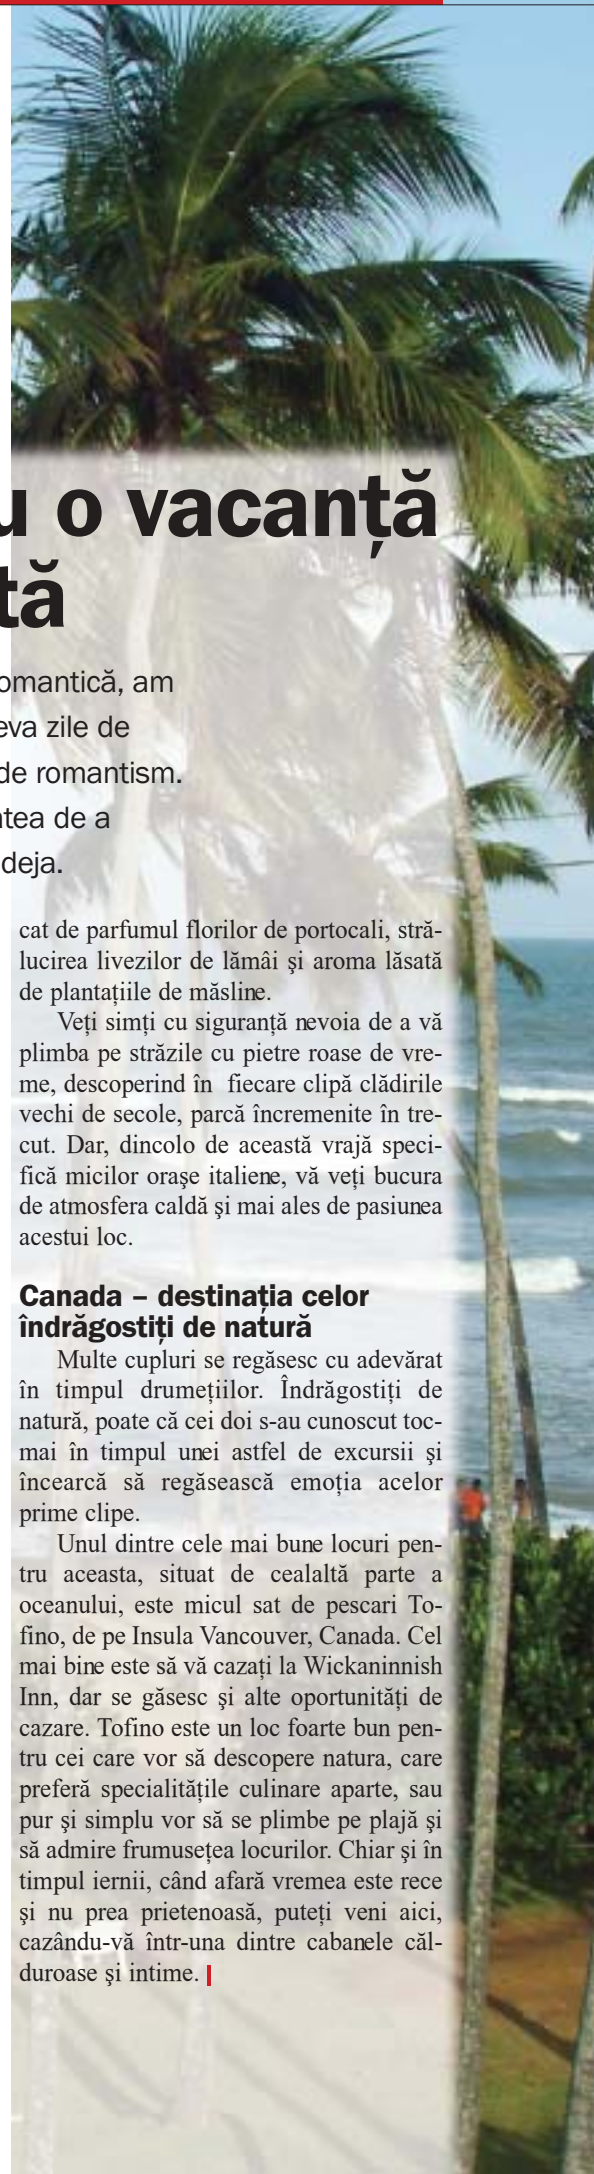 u o vacanță
tă
omantică, am
eva zile de
de romantism.
atea de a
deja.
cat de parfumul florilor de portocali, stră-
lucirea livezilor de lămâi şi aroma lăsată
de plantațiile de măsline.
Veți simți cu siguranță nevoia de a vă
plimba pe străzile cu pietre roase de vre-
me, descoperind în fiecare clipă clădirile
vechi de secole, parcă încremenite în tre-
cut. Dar, dincolo de această vrajă speci-
fică micilor oraşe italiene, vă veți bucura
de atmosfera caldă şi mai ales de pasiunea
acestui loc.
Canada – destinația celor
îndrăgostiți de natură
Multe cupluri se regăsesc cu adevărat
în timpul drumețiilor. Îndrăgostiți de
natură, poate că cei doi s-au cunoscut toc-
mai în timpul unei astfel de excursii şi
încearcă să regăsească emoția acelor
prime clipe.
Unul dintre cele mai bune locuri pen-
tru aceasta, situat de cealaltă parte a
oceanului, este micul sat de pescari To-
fino, de pe Insula Vancouver, Canada. Cel
mai bine este să vă cazați la Wickaninnish
Inn, dar se găsesc şi alte oportunități de
cazare. Tofino este un loc foarte bun pen-
tru cei care vor să descopere natura, care
preferă specialitățile culinare aparte, sau
pur şi simplu vor să se plimbe pe plajă şi
să admire frumusețea locurilor. Chiar şi în
timpul iernii, când afară vremea este rece
şi nu prea prietenoasă, puteți veni aici,
cazându-vă într-una dintre cabanele căl-
duroase şi intime.